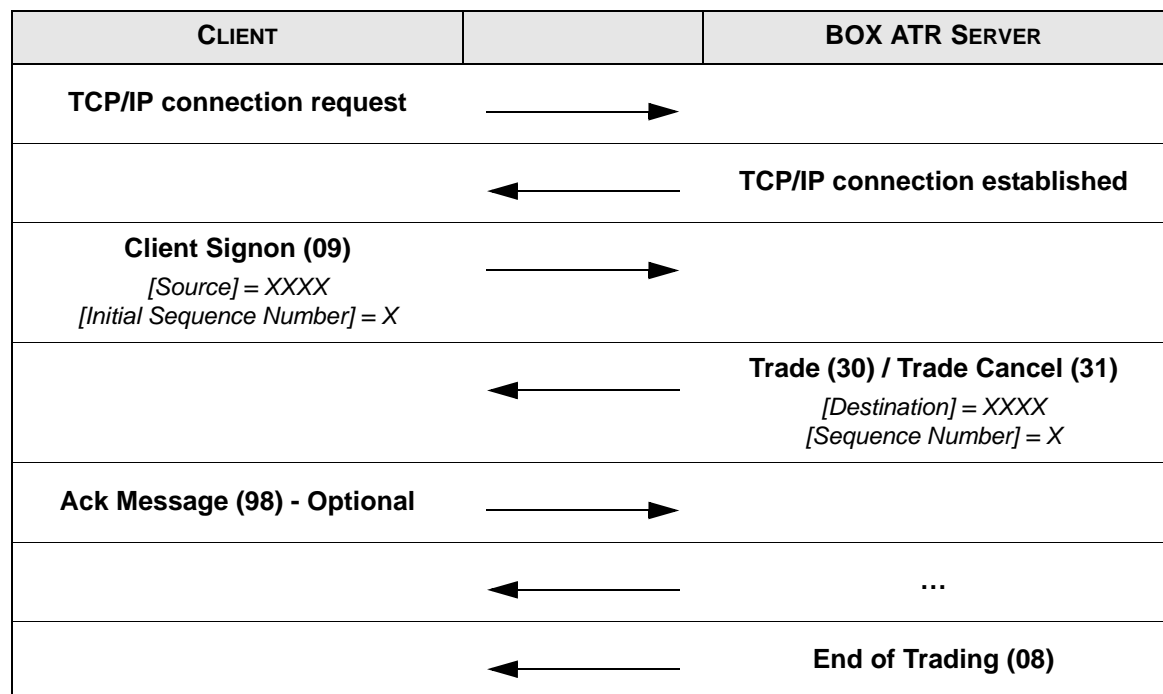 CLIENT
BOX ATR SERVER
TCP/IP connection request
TCP/IP connection established
Client Signon (09)
[Source] = XXXX
[Initial Sequence Number] = X
Trade (30) / Trade Cancel (31)
[Destination] = XXXX
[Sequence Number] = X
Ack Message (98) - Optional
…
End of Trading (08)